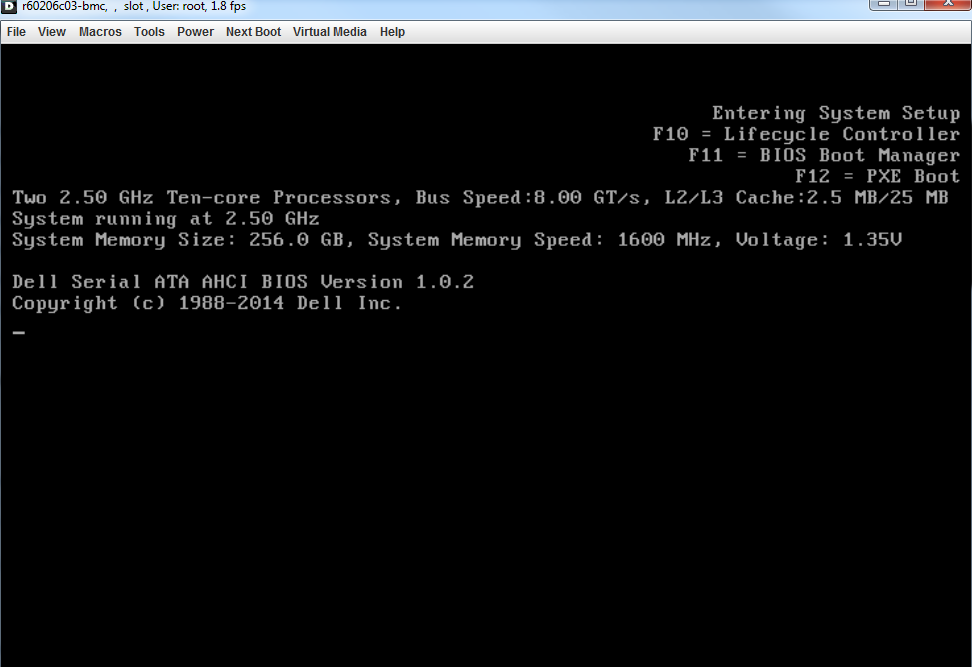 D r60206c03-bmc, , slot , User: root, 1.8 fps
File View Macros Tools Power Next Boot Virtual Media Help
Entering System Setup
F10 = Lifecycle Controller
F11 = BIOS Boot Manager
F12 = PXE Boot
Two 2.50 GHz Ten-core Processors, Bus Speed:8.00 GT/s, L2/L3 Cache:2.5 MB/25 MB
System running at 2.50 GHz
System Memory Size: 256.0 GB, System Memory Speed: 1600 MHz, Voltage: 1.35V
Dell Serial ATA AHCI BIOS Version 1.0.2
Copyright (c) 1988-2014 Dell Inc.
_